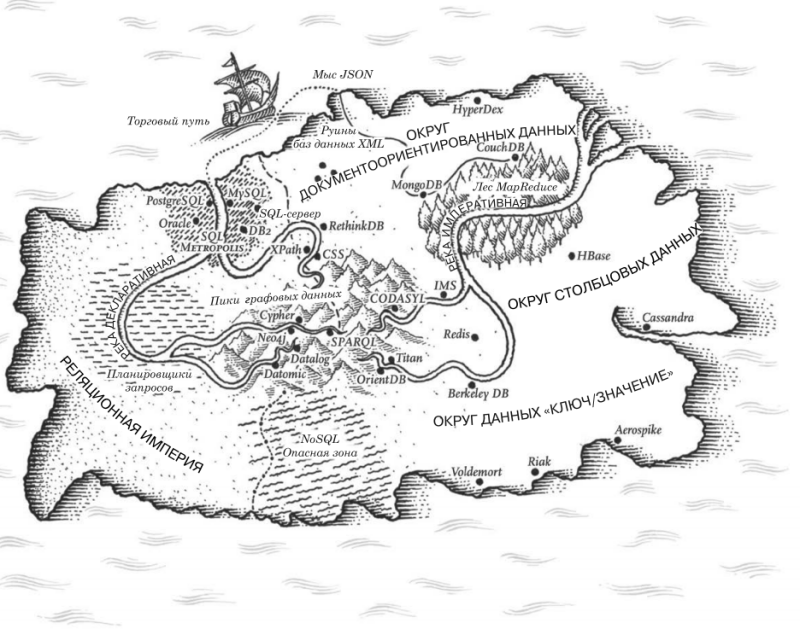 Мыс JSON
Торговый путь
HyperDex
Руины
баз данных XML
ОКРУГ
ДОКУМЕНТООРИЕНТИРОВАННЫХ ДАННЫХ
CouchDB
MongoDB
Лес MapReduce
PostgreSQL
MySQL
SQL-сервер
Oracle
DB2
SQL
METROPOLIS
RethinkDB
XPath
CSS
РЕКА ИМПЕРАТИВНАЯ
HBase
РЕКА ДЕКЛАРАТИВНАЯ
Пики графовых данных
IMS
CODASYL
ОКРУГ СТОЛБЦОВЫХ ДАННЫХ
Cypher
Neo4J
SPARQL
Redis
Cassandra
Datalog
Titan
Datomic
OrientDB
Berkeley DB
Планировщики
запросов
РЕЛЯЦИОННАЯ ИМПЕРИЯ
ОКРУГ ДАННЫХ «КЛЮЧ/ЗНАЧЕНИЕ»
NoSQL
Опасная зона
Aerospike
Voldemort
Riak